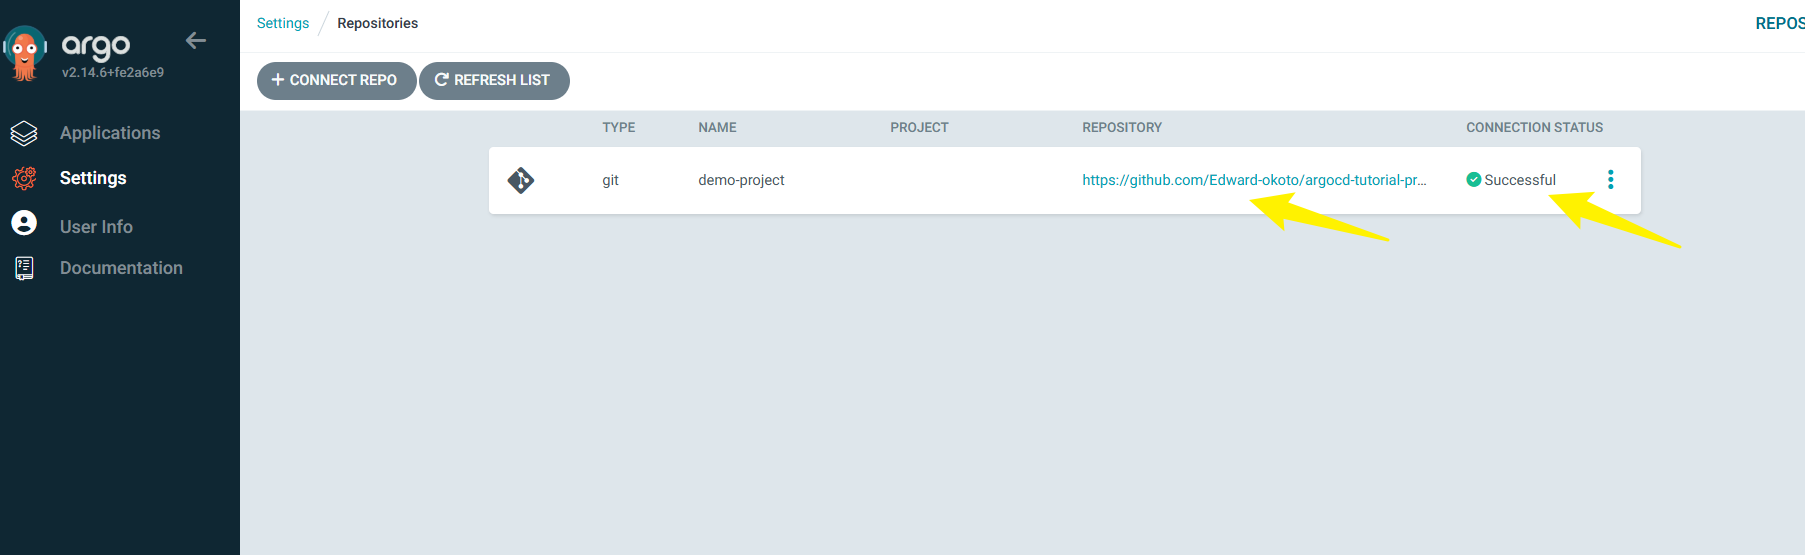 argo
v2.14.6+fe2a6e9
Applications
Settings
User Info
Documentation
Settings / Repositories
REPOS
+ CONNECT REPO
REFRESH LIST
TYPE NAME PROJECT REPOSITORY CONNECTION STATUS
git demo-project https://github.com/Edward-okoto/argocd-tutorial-pr... Successful